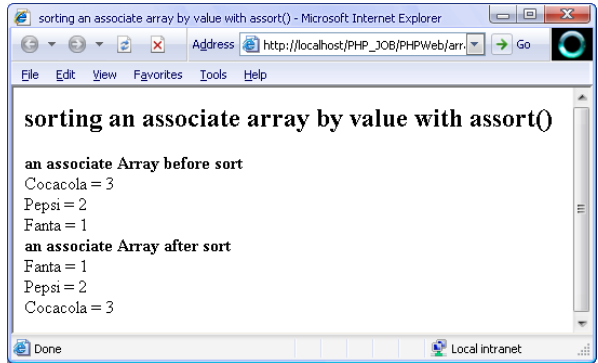 sorting an associate array by value with assort() - Microsoft Internet Explorer
Address http://localhost/PHP_JOB/PHPWeb/arr. Go
File Edit View Favorites Tools Help
sorting an associate array by value with assort()
an associate Array before sort
Cocacola = 3
Pepsi = 2
Fanta = 1
an associate Array after sort
Fanta = 1
Pepsi = 2
Cocacola = 3
Done Local intranet